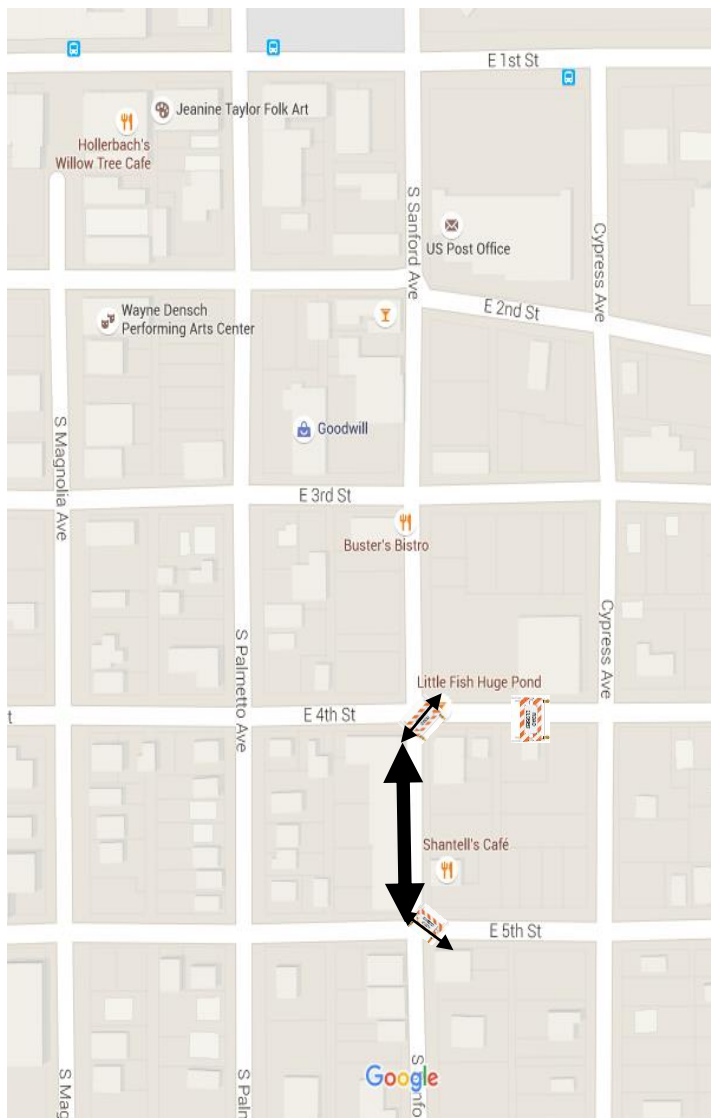 E 1st St
Jeanine Taylor Folk Art
Hollerbach's
Willow Tree Cafe
S Sanford Ave
US Post Office
Cypress Ave
E 2nd St
Wayne Densch
Performing Arts Center
Goodwill
S Magnolia Ave
E 3rd St
Buster's Bistro
S Palmetto Ave
Cypress Ave
Little Fish Huge Pond
t
E 4th St
Shantell's Café
E 5th St
Google
S Mag
S Palm
S
nfo